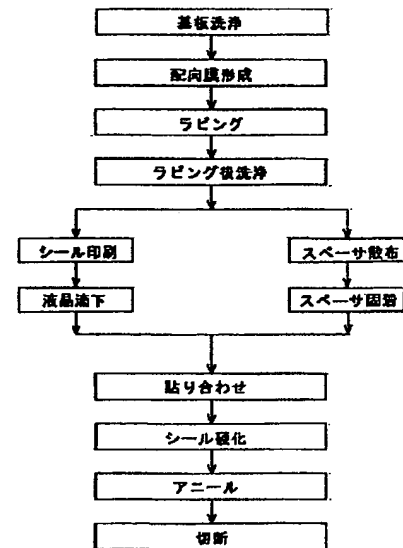 基板洗浄
配向膜形成
ラビング
ラビング後洗浄
シール印刷
スペーサ散布
液晶滴下
スペーサ固着
貼り合わせ
シール硬化
アニール
切断